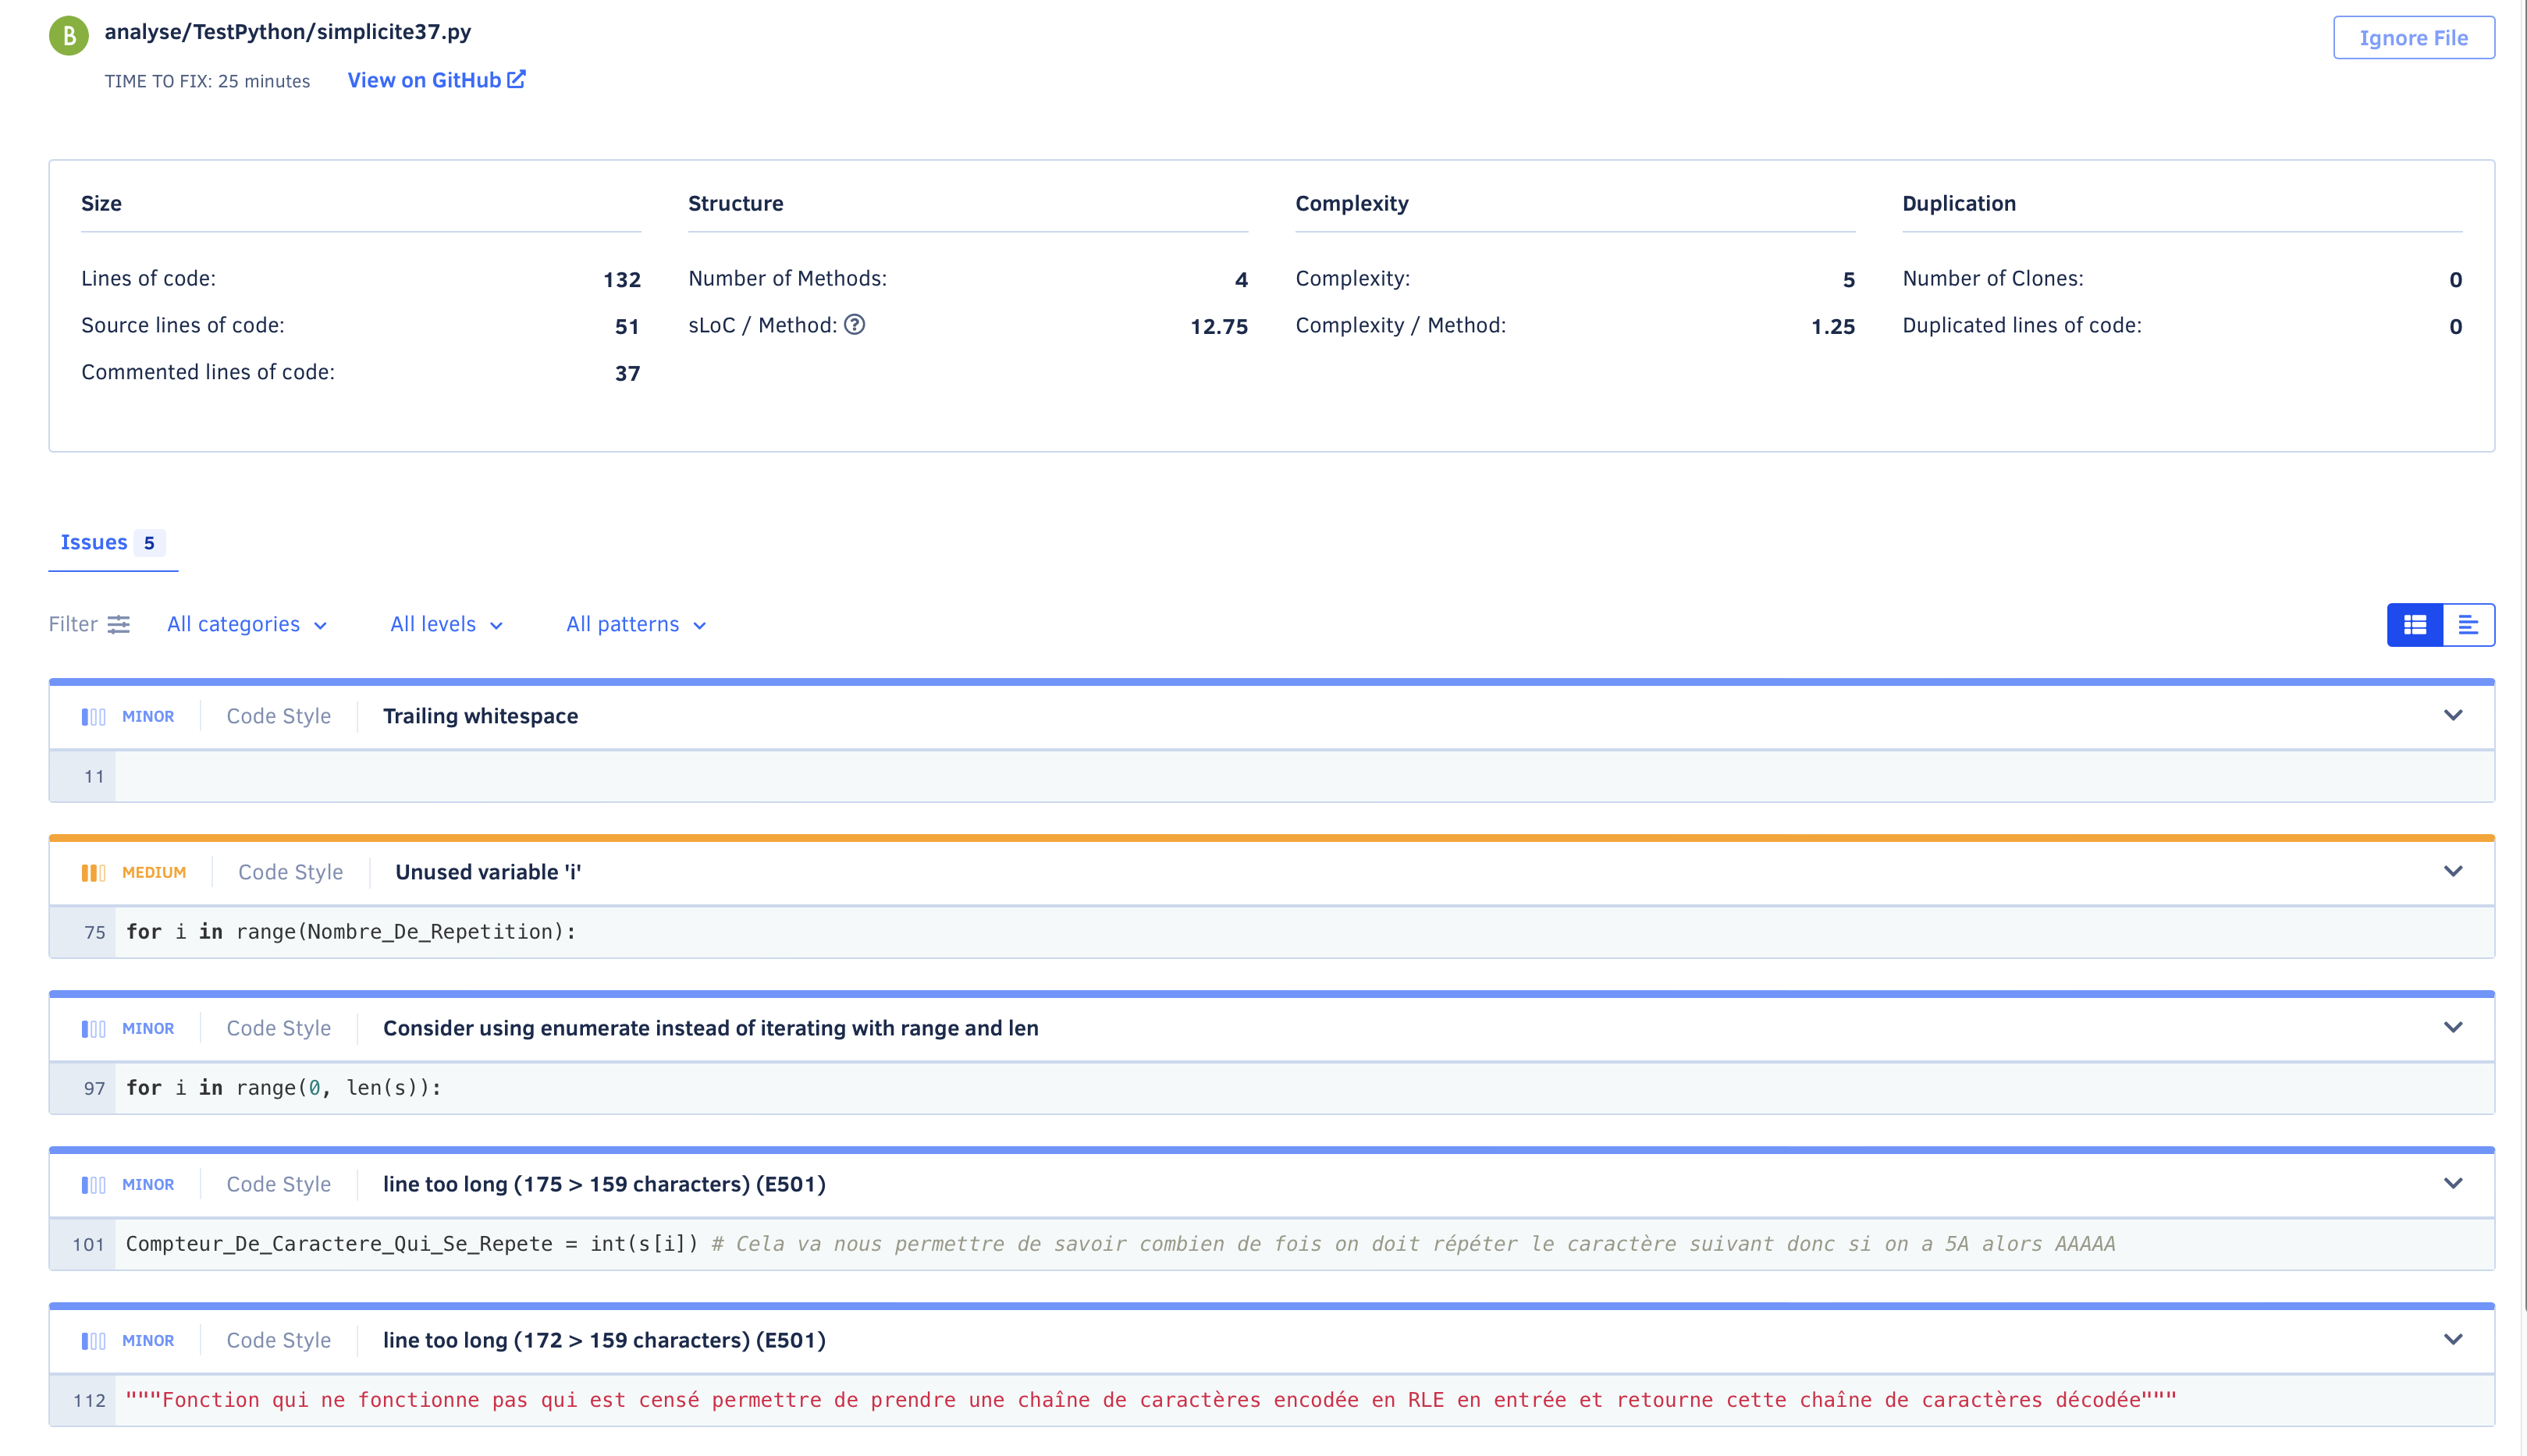 B analyse/TestPython/simplicite37.py
Ignore File
TIME TO FIX: 25 minutes View on GitHub
Size
Lines of code: 132
Source lines of code: 51
Commented lines of code: 37
Structure
Number of Methods: 4
sLoC / Method: ? 12.75
Complexity
Complexity: 5
Complexity / Method: 1.25
Duplication
Number of Clones: 0
Duplicated lines of code: 0
Issues 5
Filter All categories All levels All patterns
MINOR Code Style Trailing whitespace
11
MEDIUM Code Style Unused variable 'i'
75 for i in range(Nombre_De_Repetition):
MINOR Code Style Consider using enumerate instead of iterating with range and len
97 for i in range(0, len(s)):
MINOR Code Style line too long (175 > 159 characters) (E501)
101 Compteur_De_Caractere_Qui_Se_Repete = int(s[i]) # Cela va nous permettre de savoir combien de fois on doit répéter le caractère suivant donc si on a 5A alors AAAAA
MINOR Code Style line too long (172 > 159 characters) (E501)
112 """Fonction qui ne fonctionne pas qui est censé permettre de prendre une chaîne de caractères encodée en RLE en entrée et retourne cette chaîne de caractères décodée"""